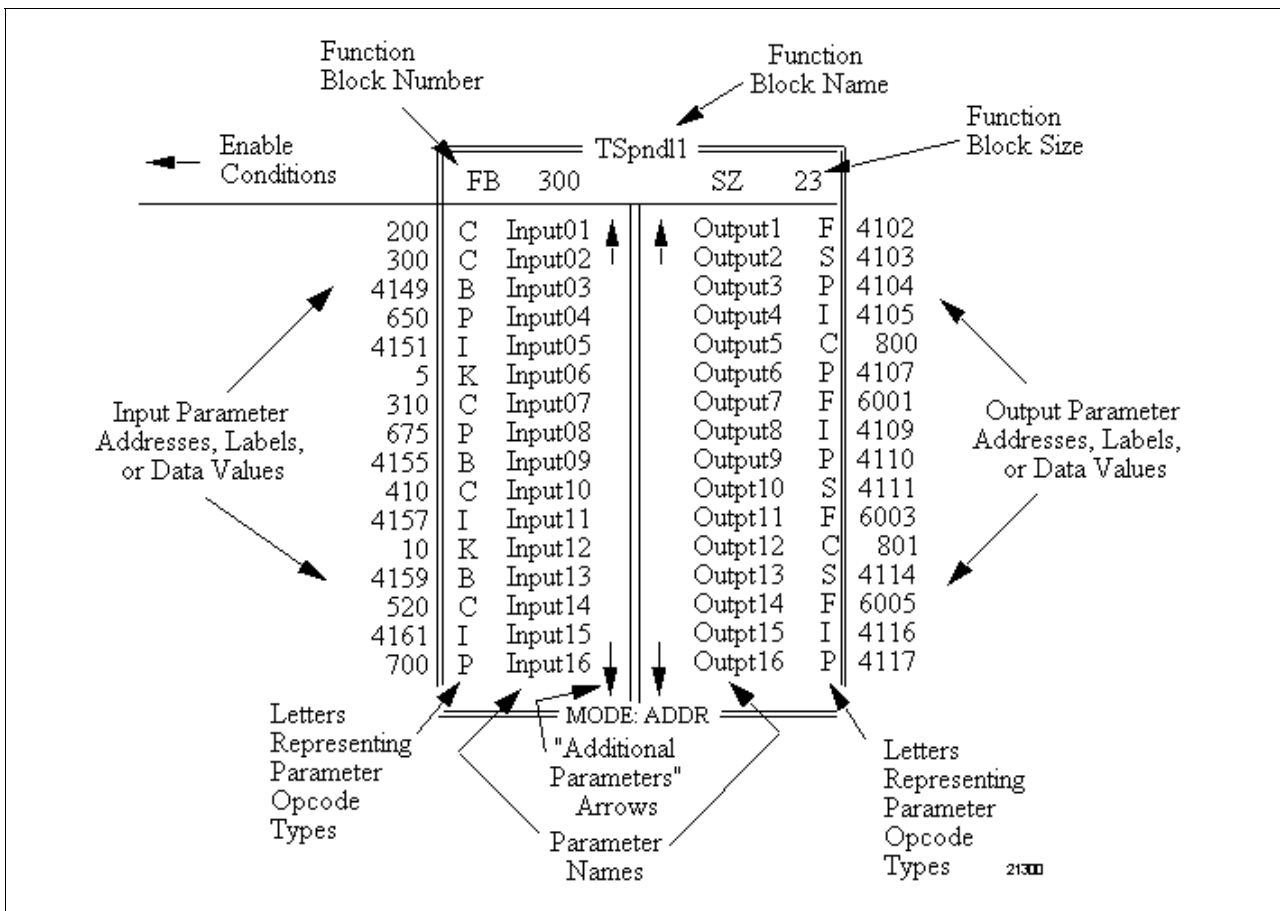 Function
Block Number
Function
Block Name
Function
Block Size
Enable
Conditions
TSpndl1
FB 300 SZ 23
200 C Input01 Output1 F 4102
300 C Input02 Output2 S 4103
4149 B Input03 Output3 P 4104
650 P Input04 Output4 I 4105
4151 I Input05 Output5 C 800
5 K Input06 Output6 P 4107
310 C Input07 Output7 F 6001
675 P Input08 Output8 I 4109
4155 B Input09 Output9 P 4110
410 C Input10 Outpt10 S 4111
4157 I Input11 Outpt11 F 6003
10 K Input12 Outpt12 C 801
4159 B Input13 Outpt13 S 4114
520 C Input14 Outpt14 F 6005
4161 I Input15 Outpt15 I 4116
700 P Input16 Outpt16 P 4117
Input Parameter
Addresses, Labels,
or Data Values
Output Parameter
Addresses, Labels,
or Data Values
MODE: ADDR
Letters
Representing
Parameter
Opcode
Types
"Additional
Parameters"
Arrows
Parameter
Names
Letters
Representing
Parameter
Opcode
Types
21300